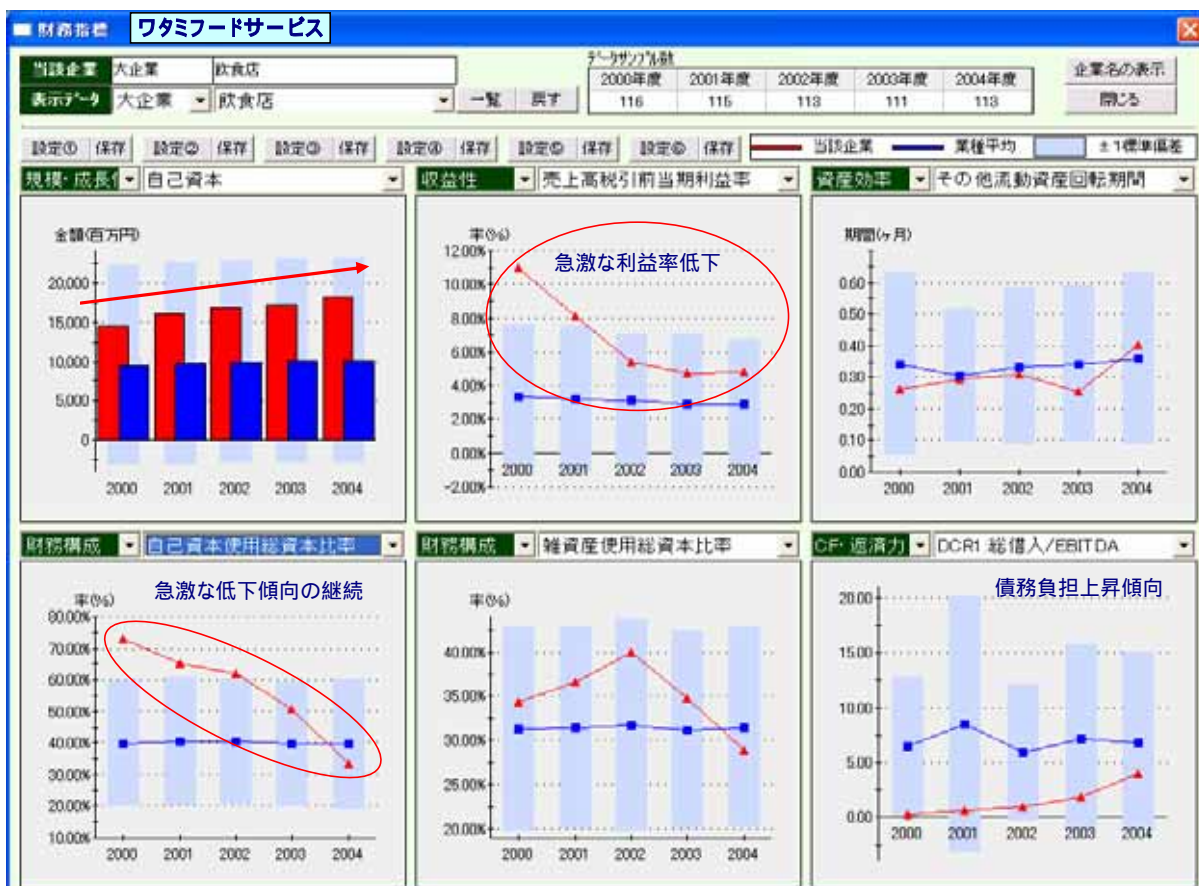 財務指標 ワタミフードサービス
当該企業 大企業 飲食店
表示データ 大企業 飲食店 一覧 戻す
データサンプル数
2000年度 2001年度 2002年度 2003年度 2004年度
116 115 113 111 113
企業名の表示
閉じる
設定① 保存 設定② 保存 設定③ 保存 設定④ 保存 設定⑤ 保存 設定⑥ 保存
当該企業 業種平均 ±1標準偏差
規模・成長性 自己資本
金額(百万円)
20,000
15,000
10,000
5,000
0
2000 2001 2002 2003 2004
収益性 売上高税引前当期利益率
率(%)
急激な利益率低下
12.00%
10.00%
8.00%
6.00%
4.00%
2.00%
0.00%
-2.00%
2000 2001 2002 2003 2004
資産効率 その他流動資産回転期間
期間(ヶ月)
0.60
0.50
0.40
0.30
0.20
0.10
0.00
2000 2001 2002 2003 2004
財務構成 自己資本使用総資本比率
急激な低下傾向の継続
率(%)
80.00%
70.00%
60.00%
50.00%
40.00%
30.00%
20.00%
10.00%
2000 2001 2002 2003 2004
財務構成 雑資産使用総資本比率
率(%)
40.00%
35.00%
30.00%
25.00%
20.00%
2000 2001 2002 2003 2004
CF・返済力 DCR1 総借入/EBITDA
債務負担上昇傾向
20.00
15.00
10.00
5.00
0.00
2000 2001 2002 2003 2004